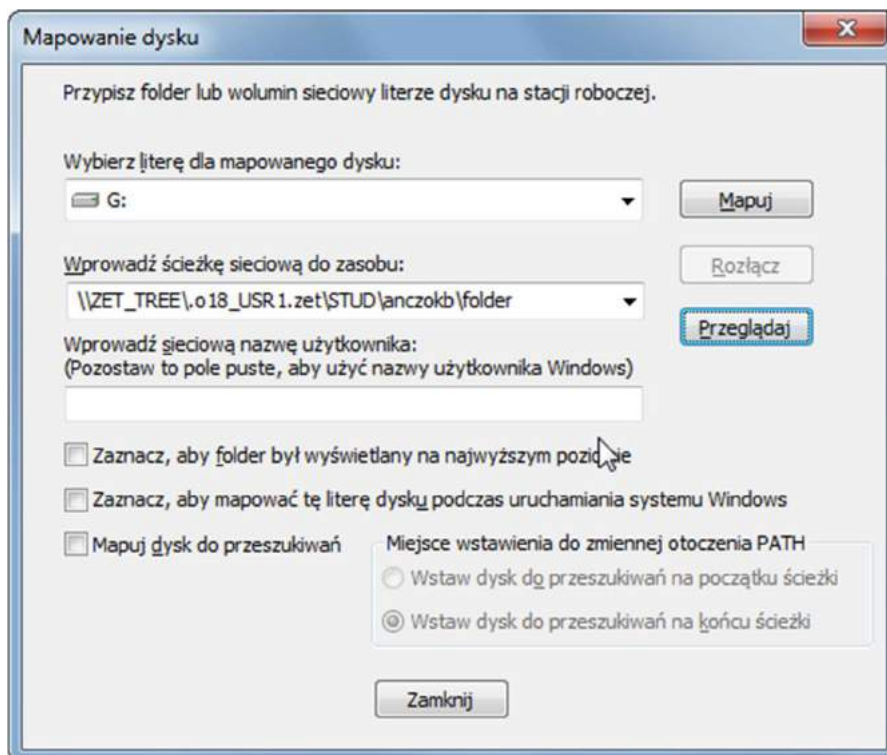 Mapowanie dysku
Przypisz folder lub wolumin sieciowy literze dysku na stacji roboczej.
Wybierz literę dla mapowanego dysku:
G:
Mapuj
Wprowadź ścieżkę sieciową do zasobu:
Rozłącz
\\ZET_TREE\.o18_USR1.zet\STUD\anczokb\folder
Przeglądaj
Wprowadź sieciową nazwę użytkownika:
(Pozostaw to pole puste, aby użyć nazwy użytkownika Windows)
Zaznacz, aby folder był wyświetlany na najwyższym poziomie
Zaznacz, aby mapować tę literę dysku podczas uruchamiania systemu Windows
Mapuj dysk do przeszukiwań
Miejsce wstawienia do zmiennej otoczenia PATH
Wstaw dysk do przeszukiwań na początku ścieżki
Wstaw dysk do przeszukiwań na końcu ścieżki
Zamknij